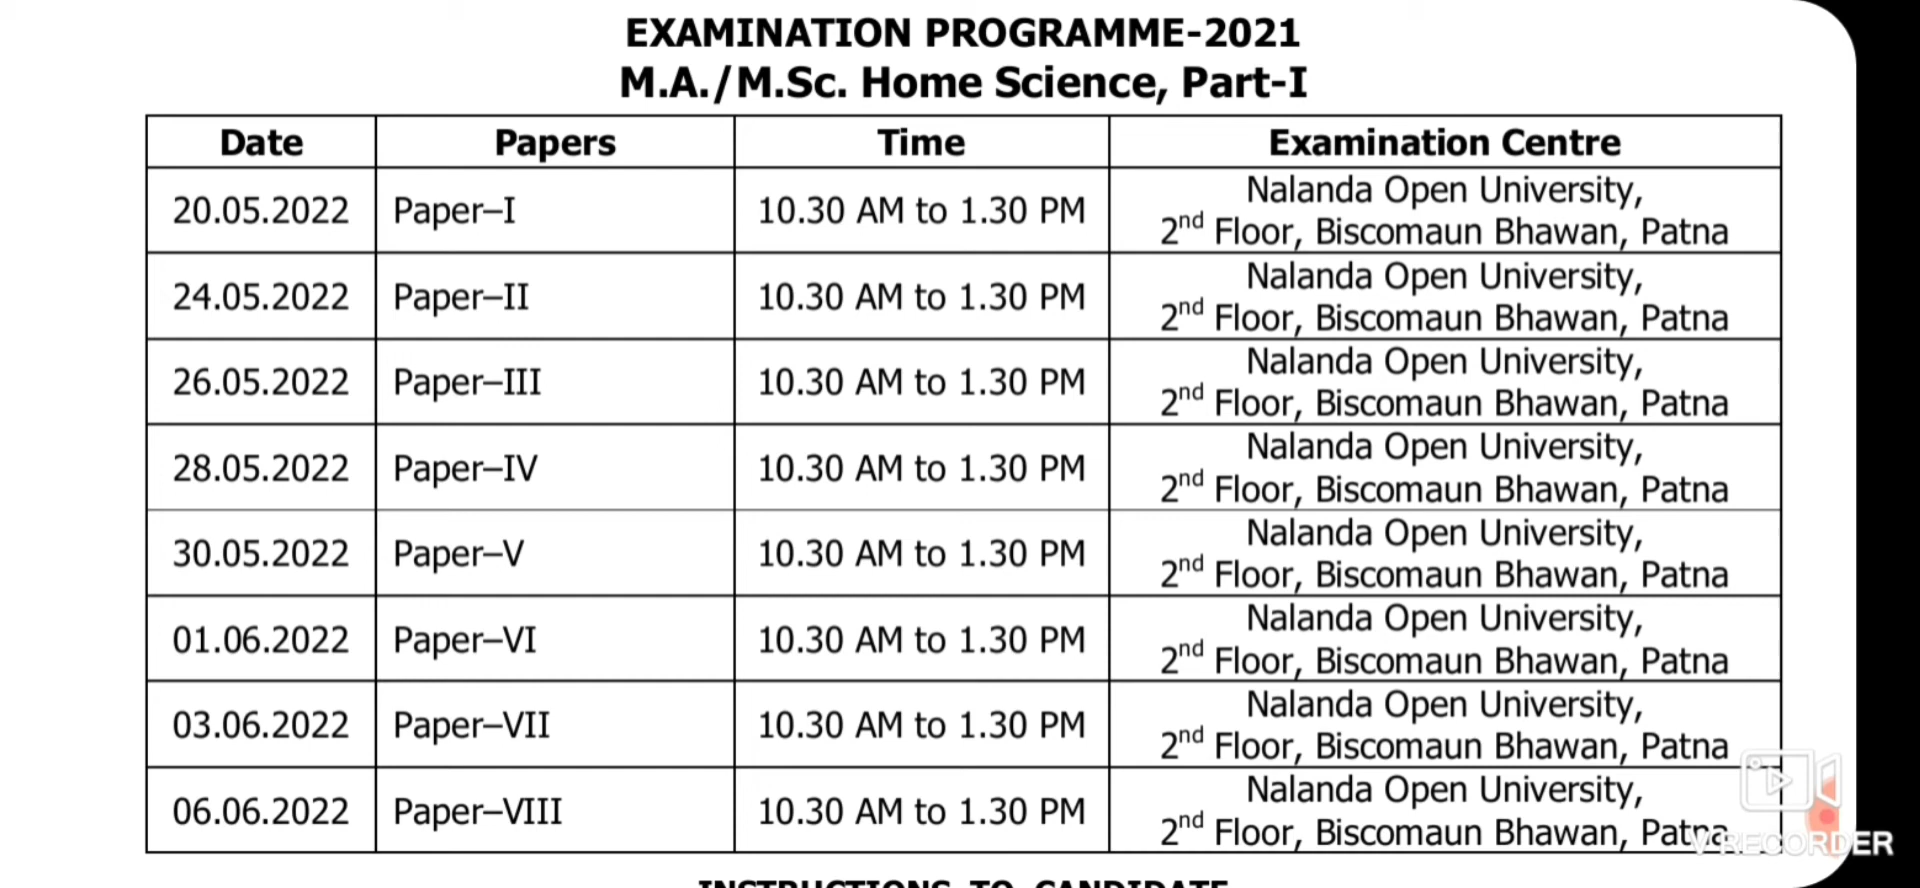 EXAMINATION PROGRAMME-2021
M.A./M.Sc. Home Science, Part-I
Date Papers Time Examination Centre
20.05.2022 Paper–I 10.30 AM to 1.30 PM Nalanda Open University,
2nd Floor, Biscomaun Bhawan, Patna
24.05.2022 Paper–II 10.30 AM to 1.30 PM Nalanda Open University,
2nd Floor, Biscomaun Bhawan, Patna
26.05.2022 Paper–III 10.30 AM to 1.30 PM Nalanda Open University,
2nd Floor, Biscomaun Bhawan, Patna
28.05.2022 Paper–IV 10.30 AM to 1.30 PM Nalanda Open University,
2nd Floor, Biscomaun Bhawan, Patna
30.05.2022 Paper–V 10.30 AM to 1.30 PM Nalanda Open University,
2nd Floor, Biscomaun Bhawan, Patna
01.06.2022 Paper–VI 10.30 AM to 1.30 PM Nalanda Open University,
2nd Floor, Biscomaun Bhawan, Patna
03.06.2022 Paper–VII 10.30 AM to 1.30 PM Nalanda Open University,
2nd Floor, Biscomaun Bhawan, Patna
06.06.2022 Paper–VIII 10.30 AM to 1.30 PM Nalanda Open University,
2nd Floor, Biscomaun Bhawan, Patna
V RECORDER
INSTRUCTIONS TO CANDIDATE